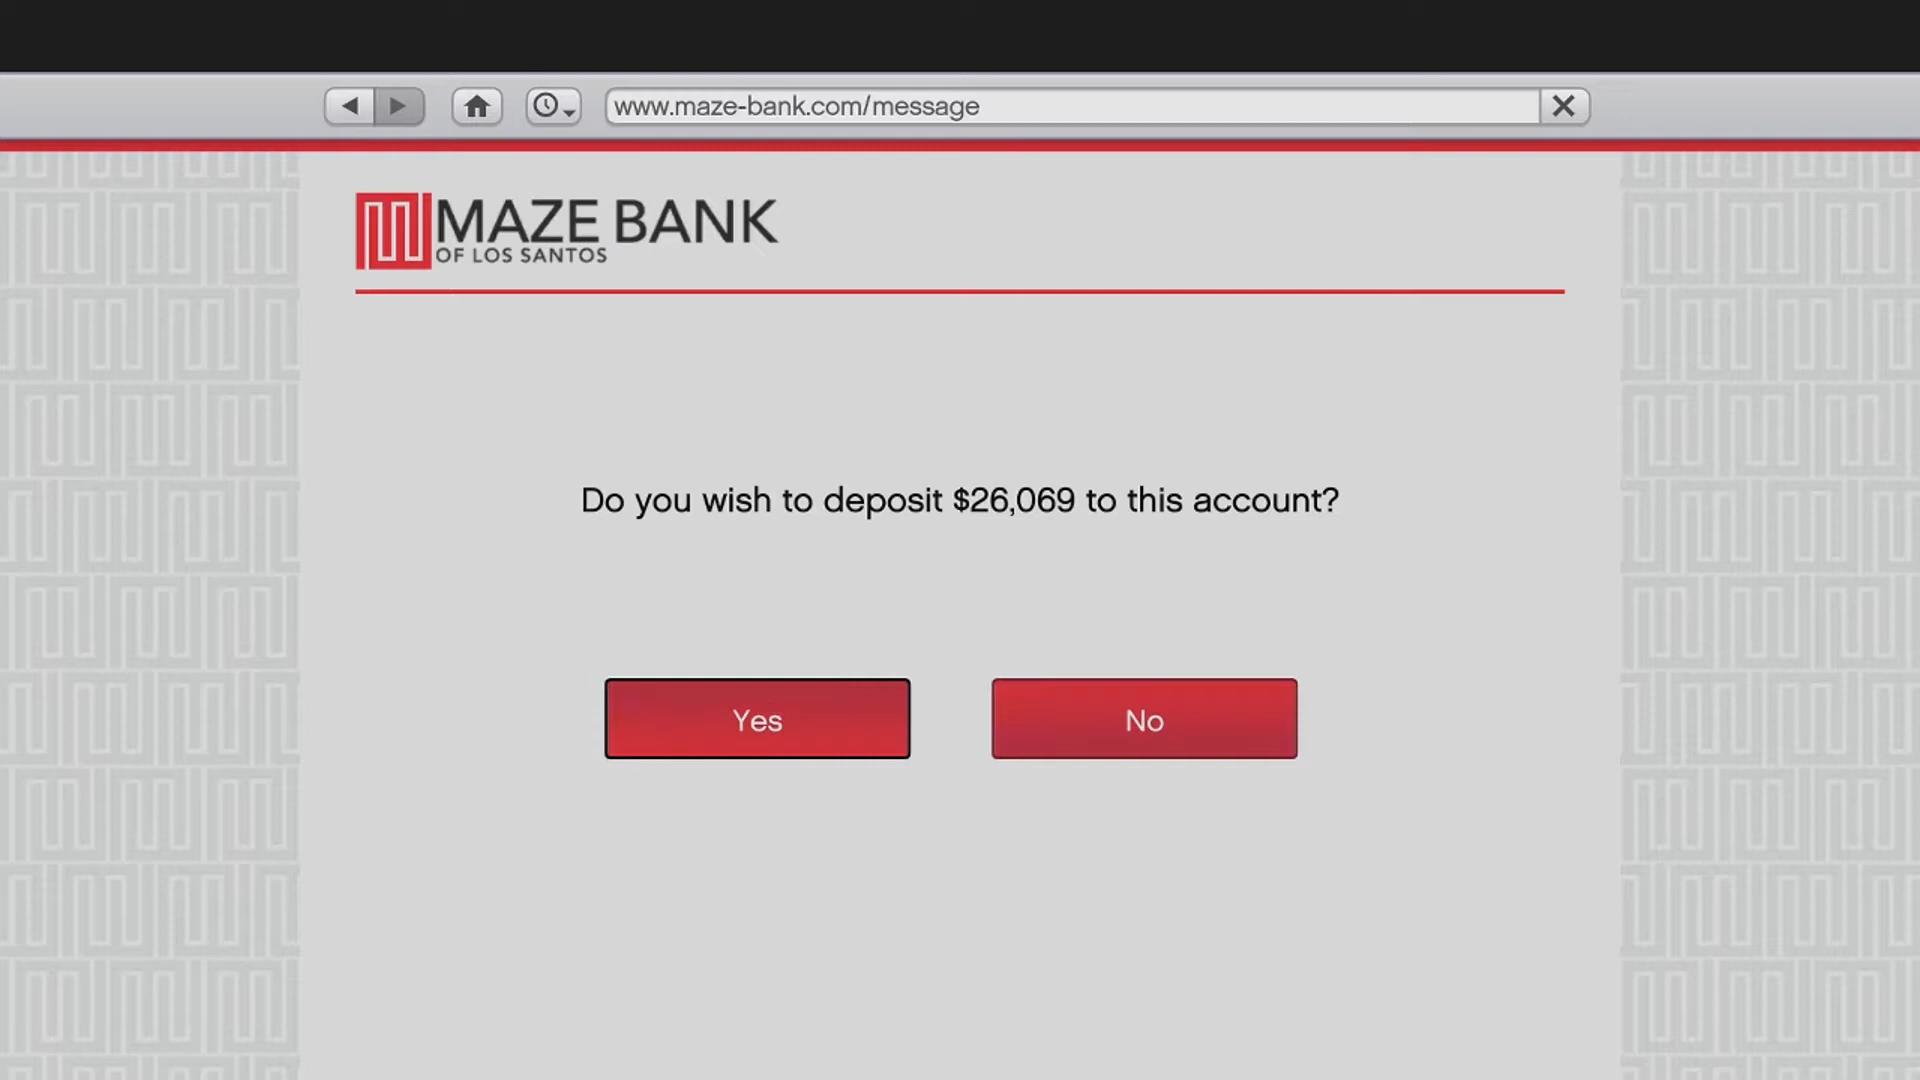 www.maze-bank.com/message
MAZE BANK
OF LOS SANTOS
Do you wish to deposit $26,069 to this account?
Yes
No